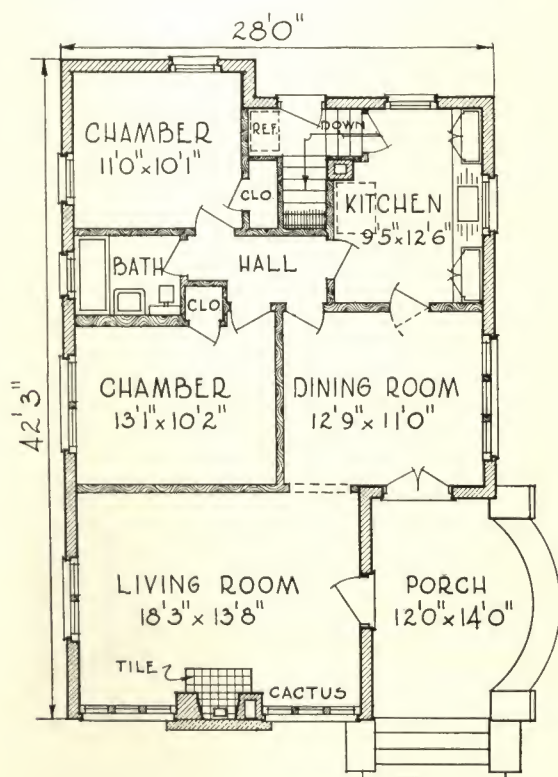 28'0"
42'3"
CHAMBER
11'0"x10'1"
REF.
DOWN
CLO
KITCHEN
9'5"x12'6"
BATH
HALL
CLO
CHAMBER
13'1"x10'2"
DINING ROOM
12'9"x11'0"
LIVING ROOM
18'3"x13'8"
PORCH
12'0"x14'0"
TILE
CACTUS